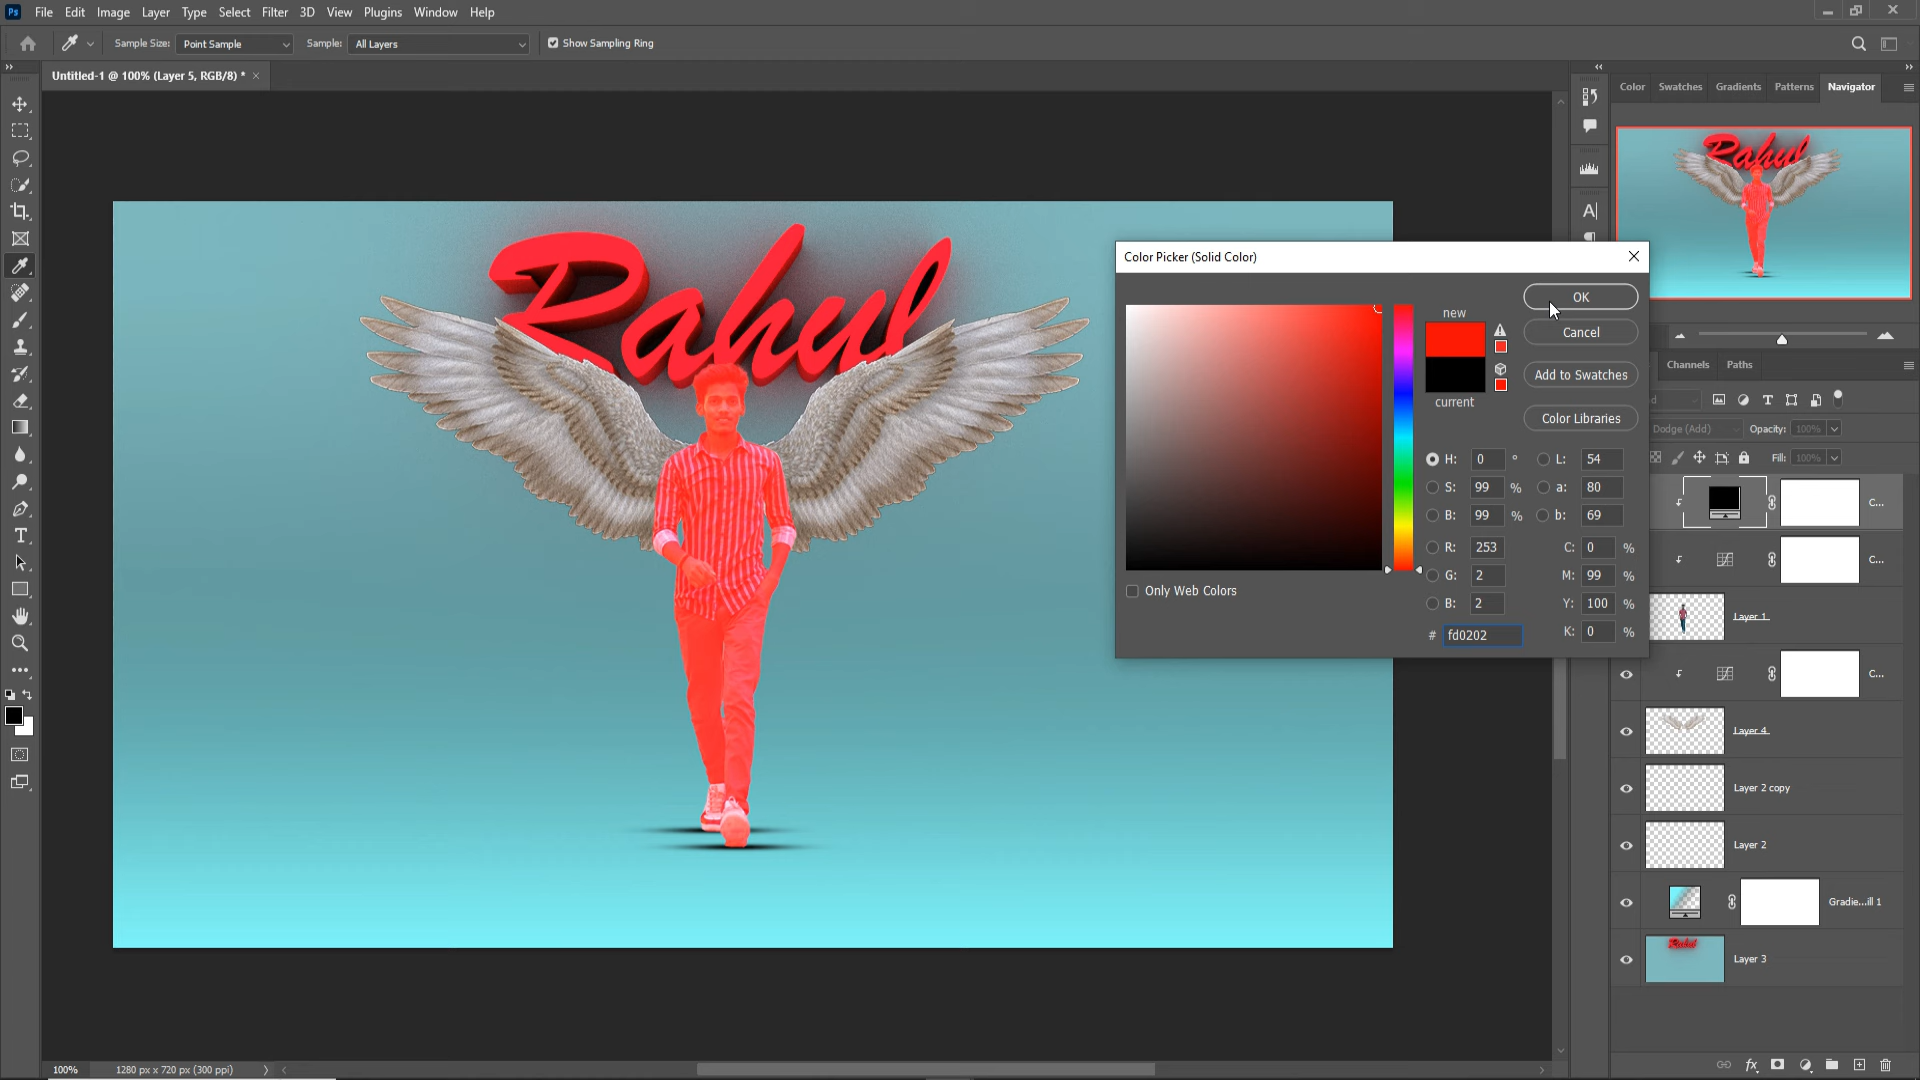 Ps File Edit Image Layer Type Select Filter 3D View Plugins Window Help
Sample Size: Point Sample Sample: All Layers Show Sampling Ring
Untitled-1 @ 100% (Layer 5, RGB/8) *
Color Swatches Gradients Patterns Navigator
Rahul
Rahul
Color Picker (Solid Color)
new
OK
Cancel
Add to Swatches
current
Color Libraries
H: 0 ° L: 54
S: 99 % a: 80
B: 99 % b: 69
R: 253 C: 0 %
G: 2 M: 99 %
B: 2 Y: 100 %
# fd0202 K: 0 %
Only Web Colors
Channels Paths
Dodge (Add) Opacity: 100%
Fill: 100%
C...
C...
Layer 1
C...
Layer 4
Layer 2 copy
Layer 2
Gradie...ill 1
Rahul
Layer 3
100% 1280 px x 720 px (300 ppi)